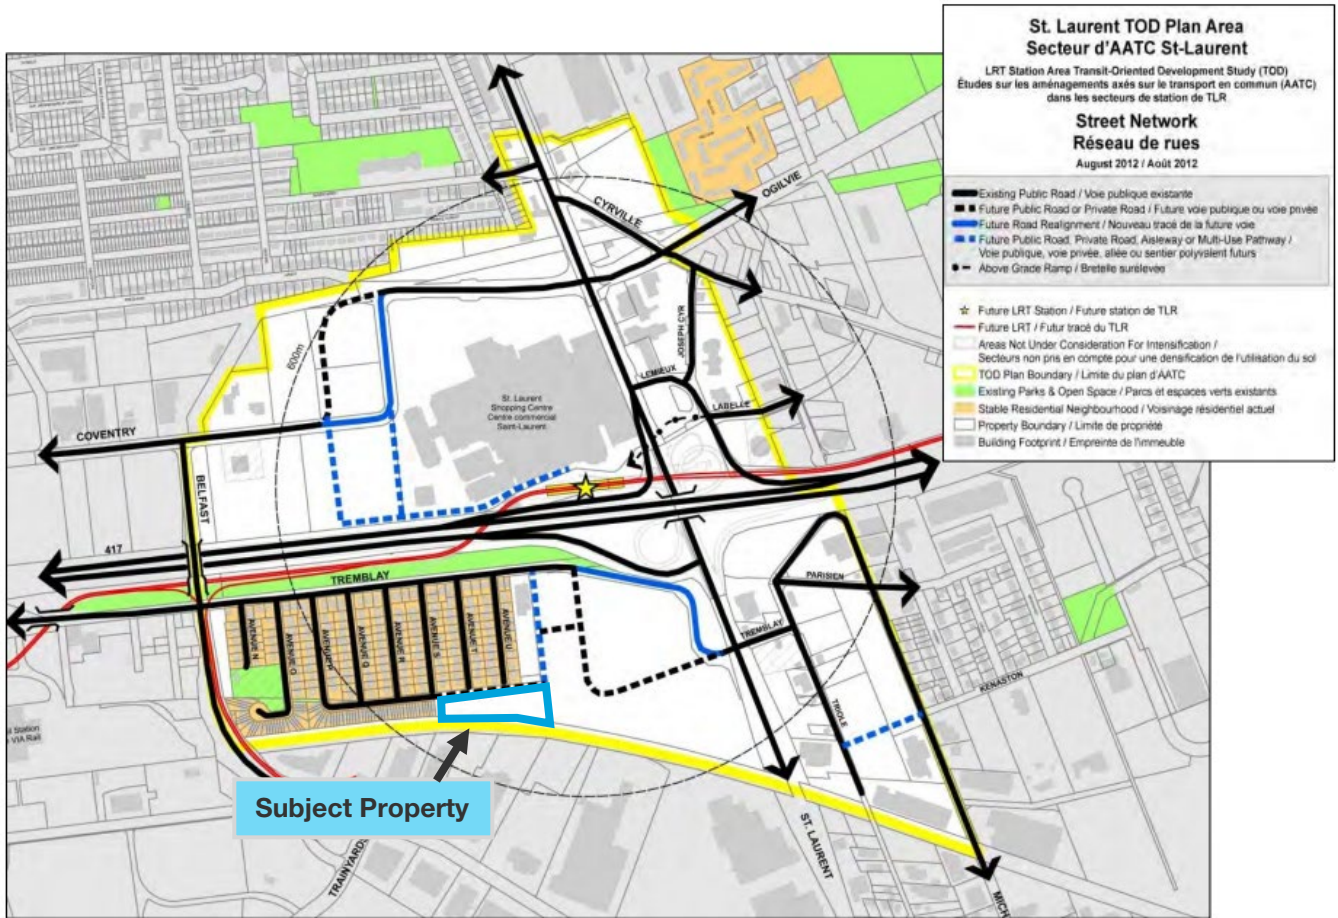 St. Laurent TOD Plan Area
Secteur d'AATC St-Laurent
LRT Station Area Transit-Oriented Development Study (TOD)
Études sur les aménagements axés sur le transport en commun (AATC)
dans les secteurs de station de TLR
Street Network
Réseau de rues
August 2012 / Août 2012
Existing Public Road / Voie publique existante
Future Public Road or Private Road / Future voie publique ou voie privée
Future Road Realignment / Nouveau tracé de la future voie
Future Public Road, Private Road, Aisleway or Multi-Use Pathway /
Voie publique, voie privée, allée ou sentier polyvalent futurs
Above Grade Ramp / Bretelle surélevée
Future LRT Station / Future station de TLR
Future LRT / Futur tracé du TLR
Areas Not Under Consideration For Intensification /
Secteurs non pris en compte pour une densification de l'utilisation du sol
TOD Plan Boundary / Limite du plan d'AATC
Existing Parks & Open Space / Parcs et espaces verts existants
Stable Residential Neighbourhood / Voisinage résidentiel actuel
Property Boundary / Limite de propriété
Building Footprint / Empreinte de l'immeuble
OGILVIE
CYRVILLE
600m
JOSEPH CYR
LEMIEUX
LABELLE
St. Laurent
Shopping Centre
Centre commercial
Saint-Laurent
COVENTRY
BELFAST
417
TREMBLAY
PARISIEN
AVENUE N
AVENUE O
AVENUE P
AVENUE Q
AVENUE R
AVENUE S
AVENUE T
AVENUE U
TREMBLAY
TRIOLE
KENASTON
Station
VIA Rail
Subject Property
TRAINYARDS
ST. LAURENT
MICH